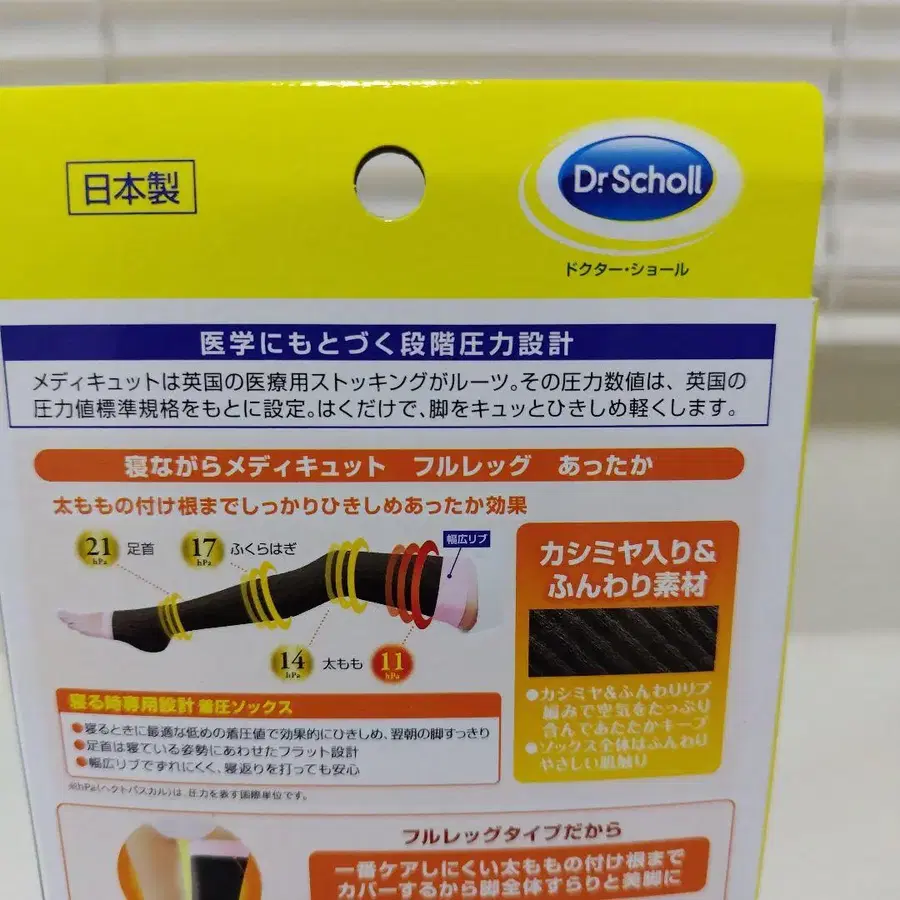 日本製
Dr.Scholl
ドクター・ショール
医学にもとづく段階圧力設計
メディキュットは英国の医療用ストッキングがルーツ。その圧力数値は、英国の
圧力値標準規格をもとに設定。はくだけで、脚をキュッとひきしめ軽くします。
寝ながらメディキュット フルレッグ あったか
太ももの付け根までしっかりひきしめあったか効果
21 hPa 足首
17 hPa ふくらはぎ
幅広リブ
14 hPa 太もも 11 hPa
カシミヤ入り&
ふんわり素材
●カシミヤ&ふんわりリブ
編みで空気をたっぷり
含んであたたかキープ
●ソックス全体はふんわり
やさしい肌触り
寝る時専用設計 着圧ソックス
●寝るときに最適な低めの着圧値で効果的にひきしめ、翌朝の脚すっきり
●足首は寝ている姿勢にあわせたフラット設計
●幅広リブでずれにくく、寝返りを打っても安心
※hPa(ヘクトパスカル)は、圧力を表す国際単位です。
フルレッグタイプだから
一番ケアしにくい太ももの付け根まで
カバーするから脚全体すらりと美脚に